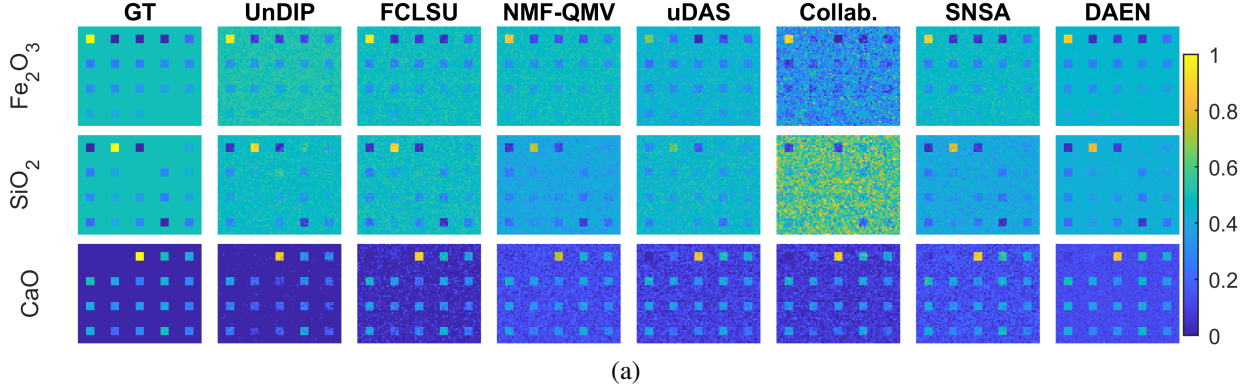 GT UnDIP FCLSU NMF-QMV uDAS Collab. SNSA DAEN
Fe2O3
SiO2
CaO
1
0.8
0.6
0.4
0.2
0
(a)